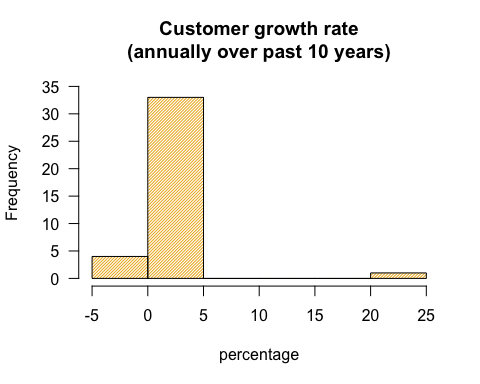 Customer growth rate
(annually over past 10 years)
35
30
25
20
15
10
5
0
Frequency
-5 0 5 10 15 20 25
percentage